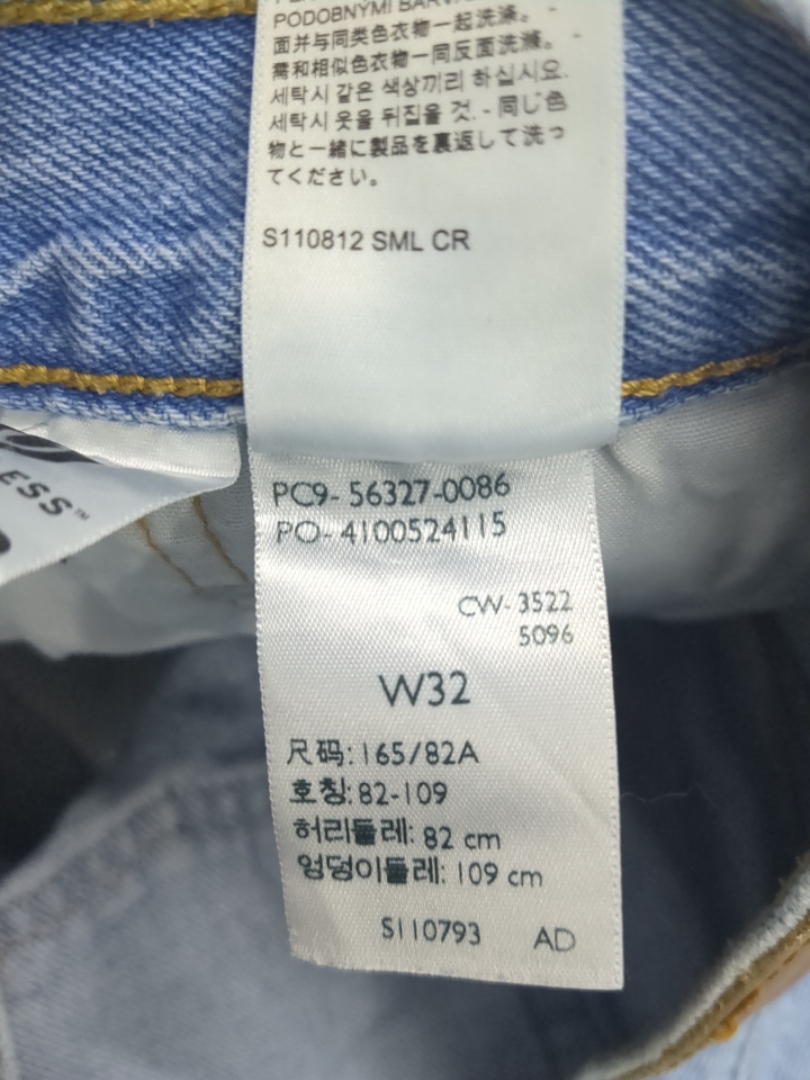 PODOBNÝMI
面并与同类色衣物一起洗涤。 -
需和相似色衣物一同反面洗滌。 -
세탁시 같은 색상끼리 하십시요.
세탁시 옷을 뒤집을 것. - 同じ色
物と一緒に製品を裏返して洗っ
てください。
S110812 SML CR
ESS™
PC9- 56327-0086
PO- 4100524115
CW- 3522
5096
W32
尺码: 165/82A
호칭: 82-109
허리둘레: 82 cm
엉덩이둘레: 109 cm
S110793 AD